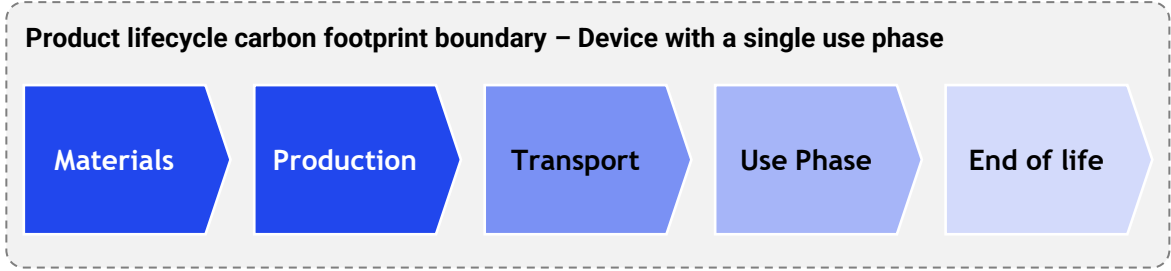 Product lifecycle carbon footprint boundary – Device with a single use phase
Materials
Production
Transport
Use Phase
End of life